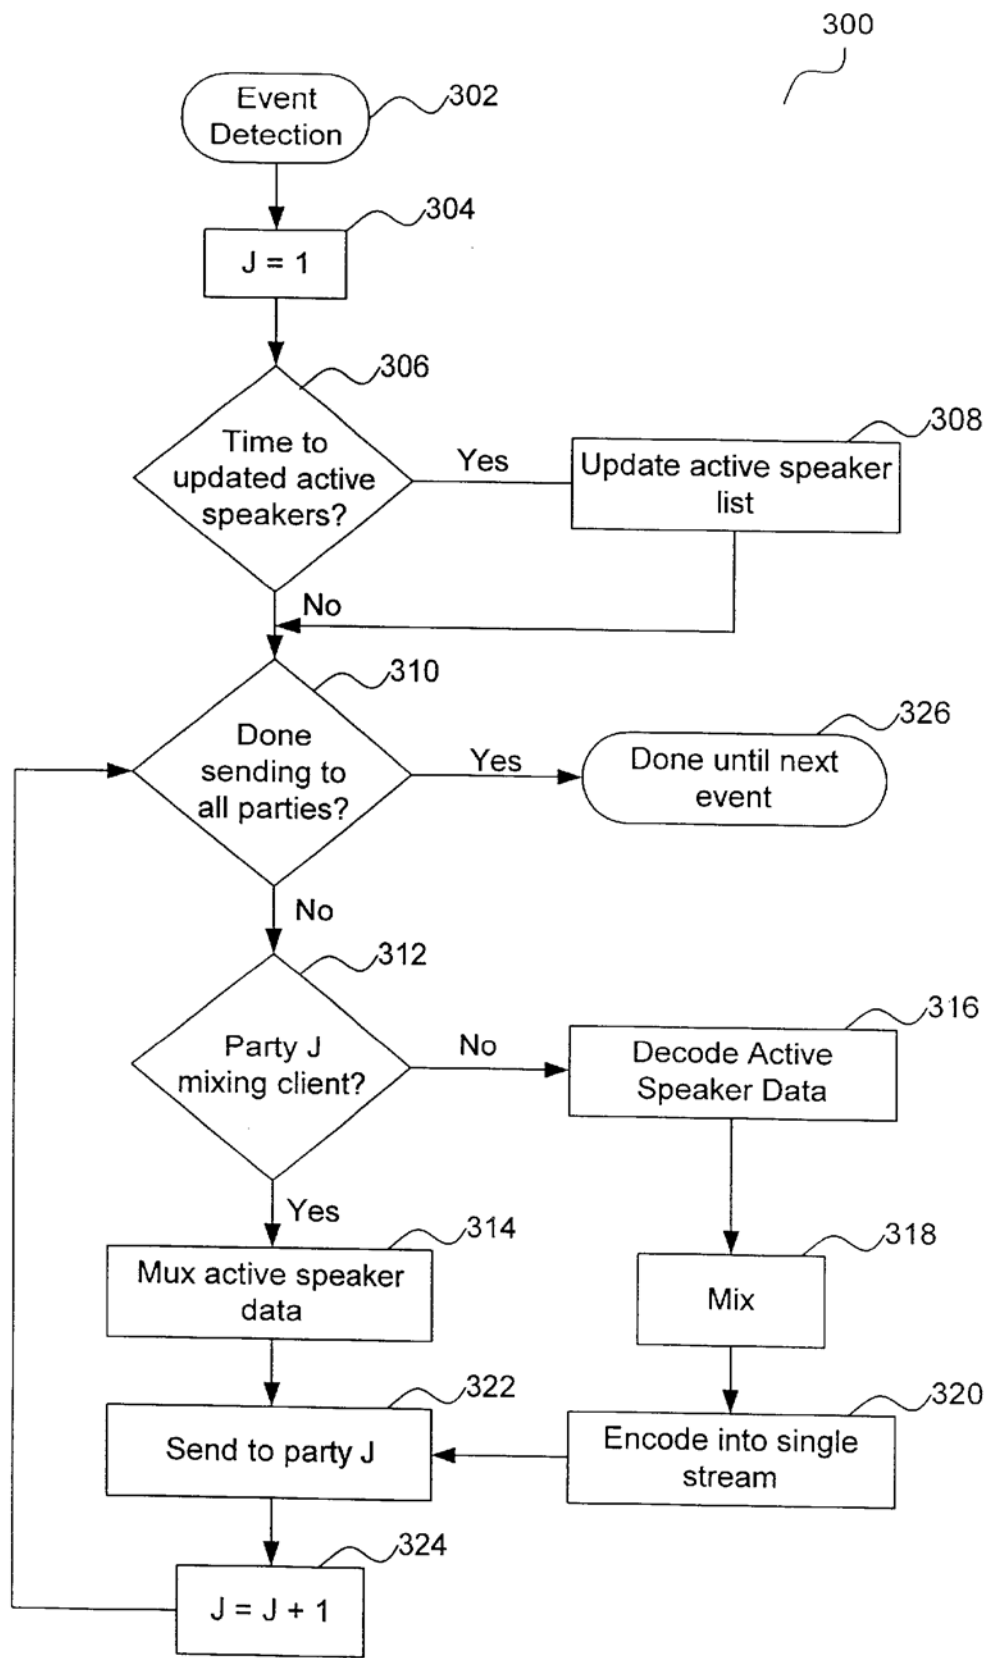 300
Event
Detection
302
304
J = 1
306
Time to
updated active
speakers?
Yes
308
Update active speaker
list
No
310
Done
sending to
all parties?
Yes
326
Done until next
event
No
312
Party J
mixing client?
No
316
Decode Active
Speaker Data
Yes
314
Mux active speaker
data
318
Mix
322
Send to party J
320
Encode into single
stream
324
J = J + 1